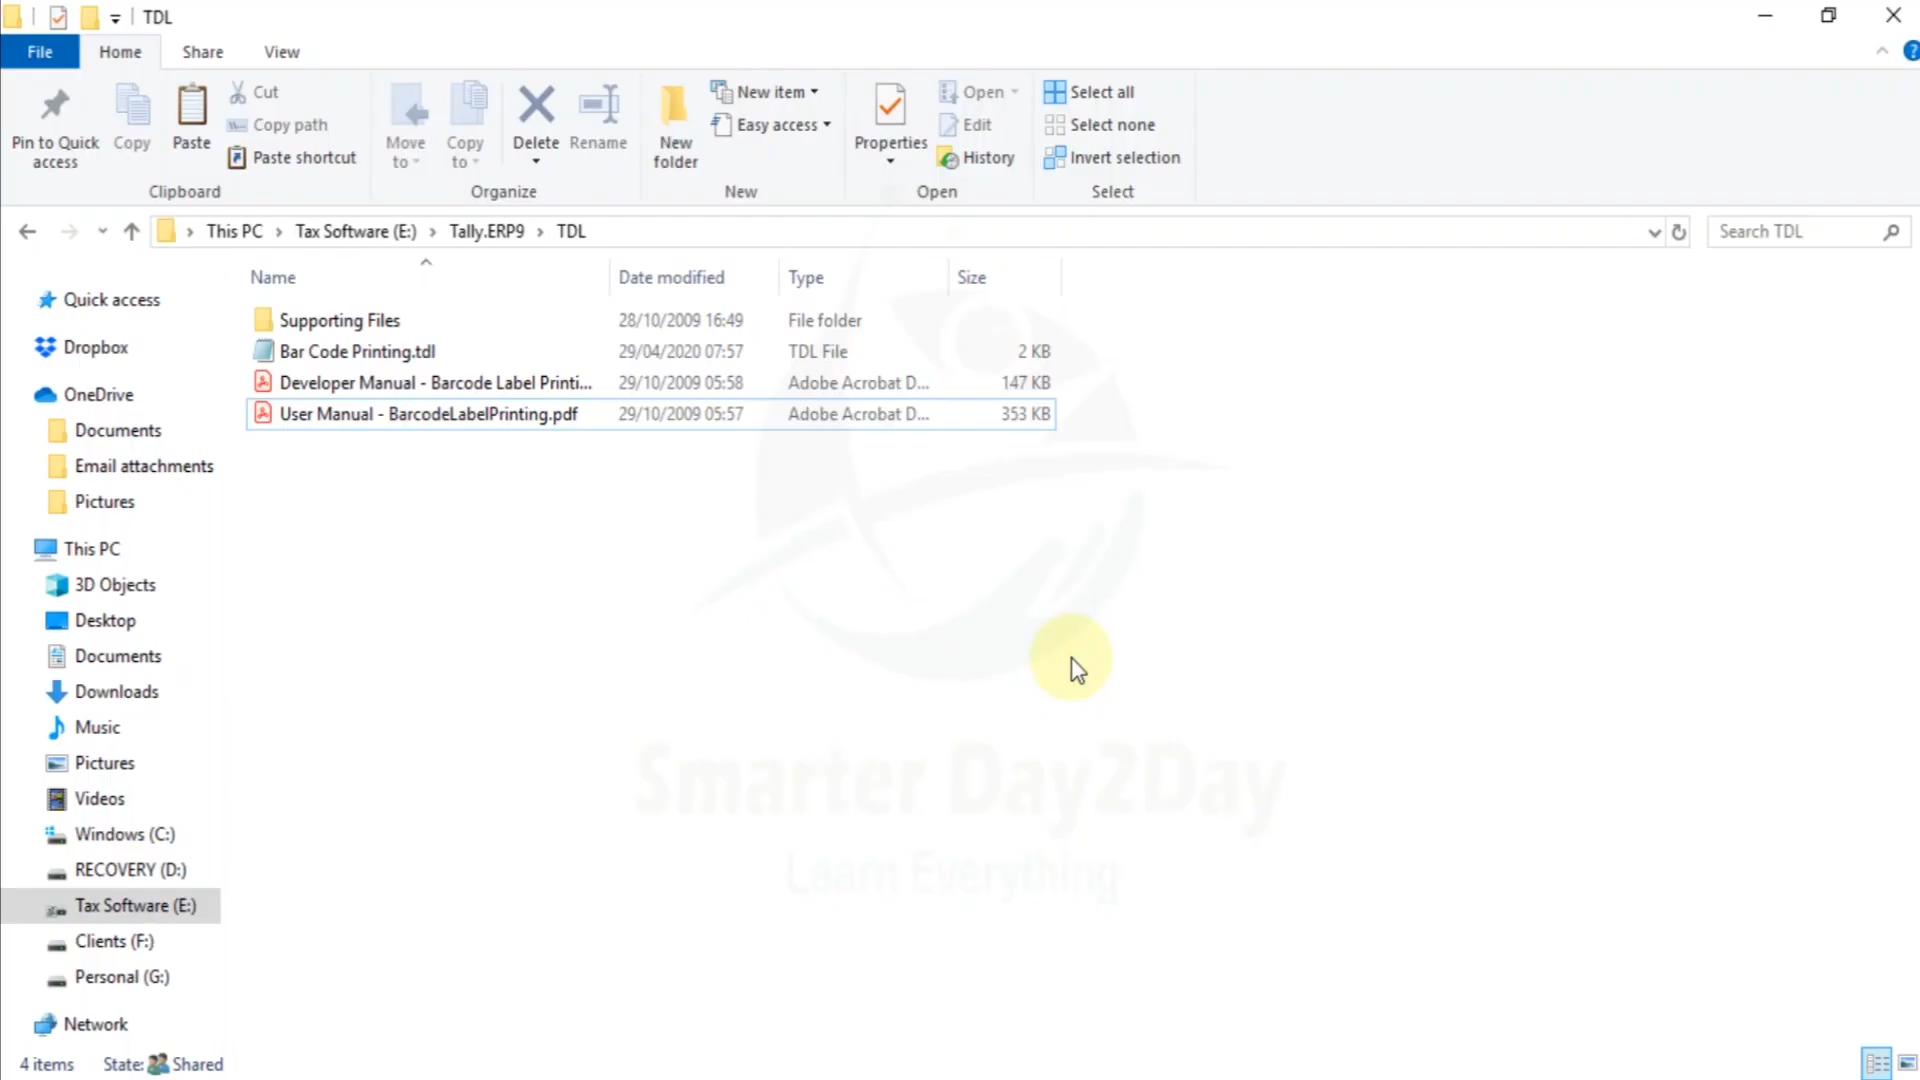 TDL
File Home Share View
Pin to Quick access
Copy
Paste
Cut
Copy path
Paste shortcut
Clipboard
Move to
Copy to
Delete
Rename
Organize
New folder
New item
Easy access
New
Properties
Open
Edit
History
Open
Select all
Select none
Invert selection
Select
This PC › Tax Software (E:) › Tally.ERP9 › TDL
Search TDL
Name Date modified Type Size
Supporting Files 28/10/2009 16:49 File folder
Bar Code Printing.tdl 29/04/2020 07:57 TDL File 2 KB
Developer Manual - Barcode Label Printi... 29/10/2009 05:58 Adobe Acrobat D... 147 KB
User Manual - BarcodeLabelPrinting.pdf 29/10/2009 05:57 Adobe Acrobat D... 353 KB
Quick access
Dropbox
OneDrive
Documents
Email attachments
Pictures
This PC
3D Objects
Desktop
Documents
Downloads
Music
Pictures
Videos
Windows (C:)
RECOVERY (D:)
Tax Software (E:)
Clients (F:)
Personal (G:)
Network
Smarter Day2Day
Learn Everything
4 items State: Shared